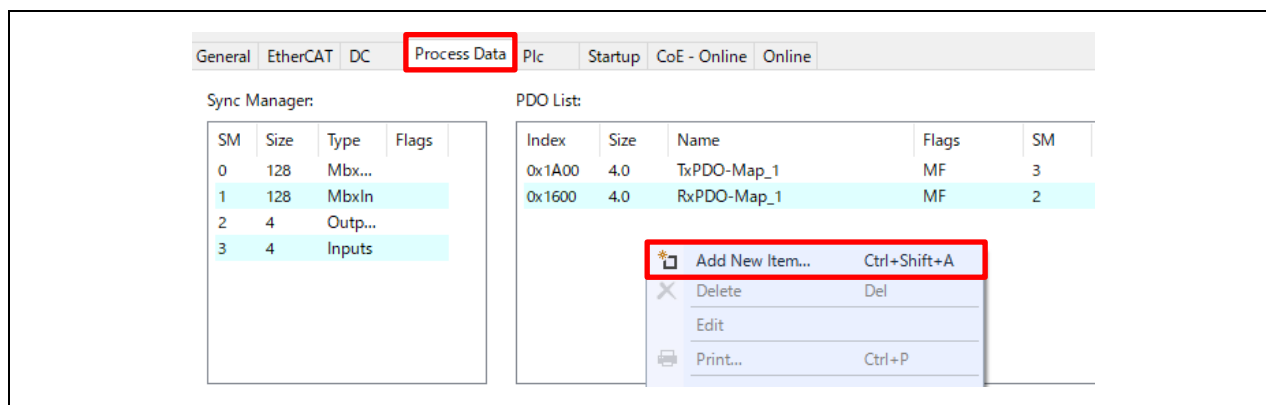 General EtherCAT DC Process Data Plc Startup CoE - Online Online
Sync Manager: PDO List:
SM Size Type Flags Index Size Name Flags SM
0 128 Mbx... 0x1A00 4.0 TxPDO-Map_1 MF 3
1 128 MbxIn 0x1600 4.0 RxPDO-Map_1 MF 2
2 4 Outp...
3 4 Inputs
Add New Item... Ctrl+Shift+A
Delete Del
Edit
Print... Ctrl+P